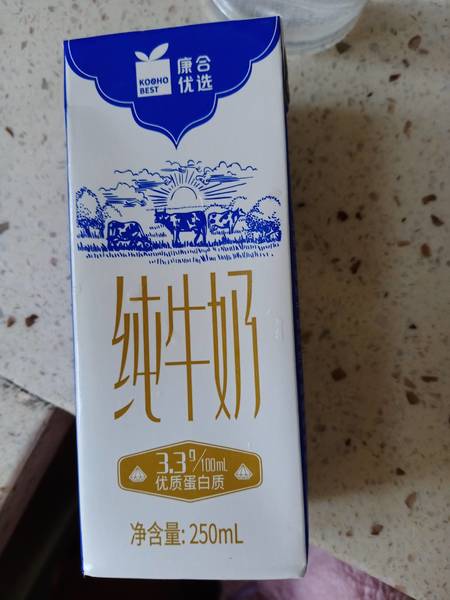 KOOHO
BEST
康合
优选
纯牛奶
3.3g/100mL
优质蛋白质
净含量: 250mL